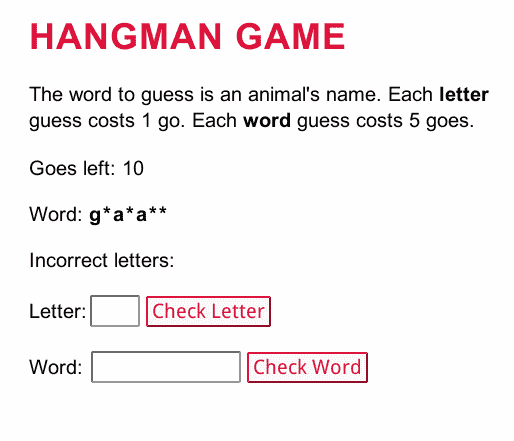 HANGMAN GAME
The word to guess is an animal's name. Each letter
guess costs 1 go. Each word guess costs 5 goes.
Goes left: 10
Word: g*a*a**
Incorrect letters:
Letter: Check Letter
Word: Check Word